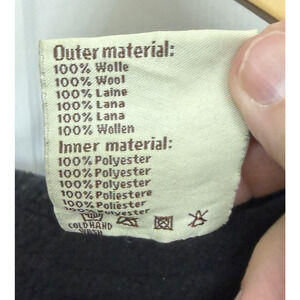 Outer material:
100% Wolle
100% Wool
100% Laine
100% Lana
100% Lana
100% Wollen
Inner material:
100% Polyester
100% Polyester
100% Polyester
100% Poliestere
100% Poliéster
100% Polyester
COLD HAND
WASH